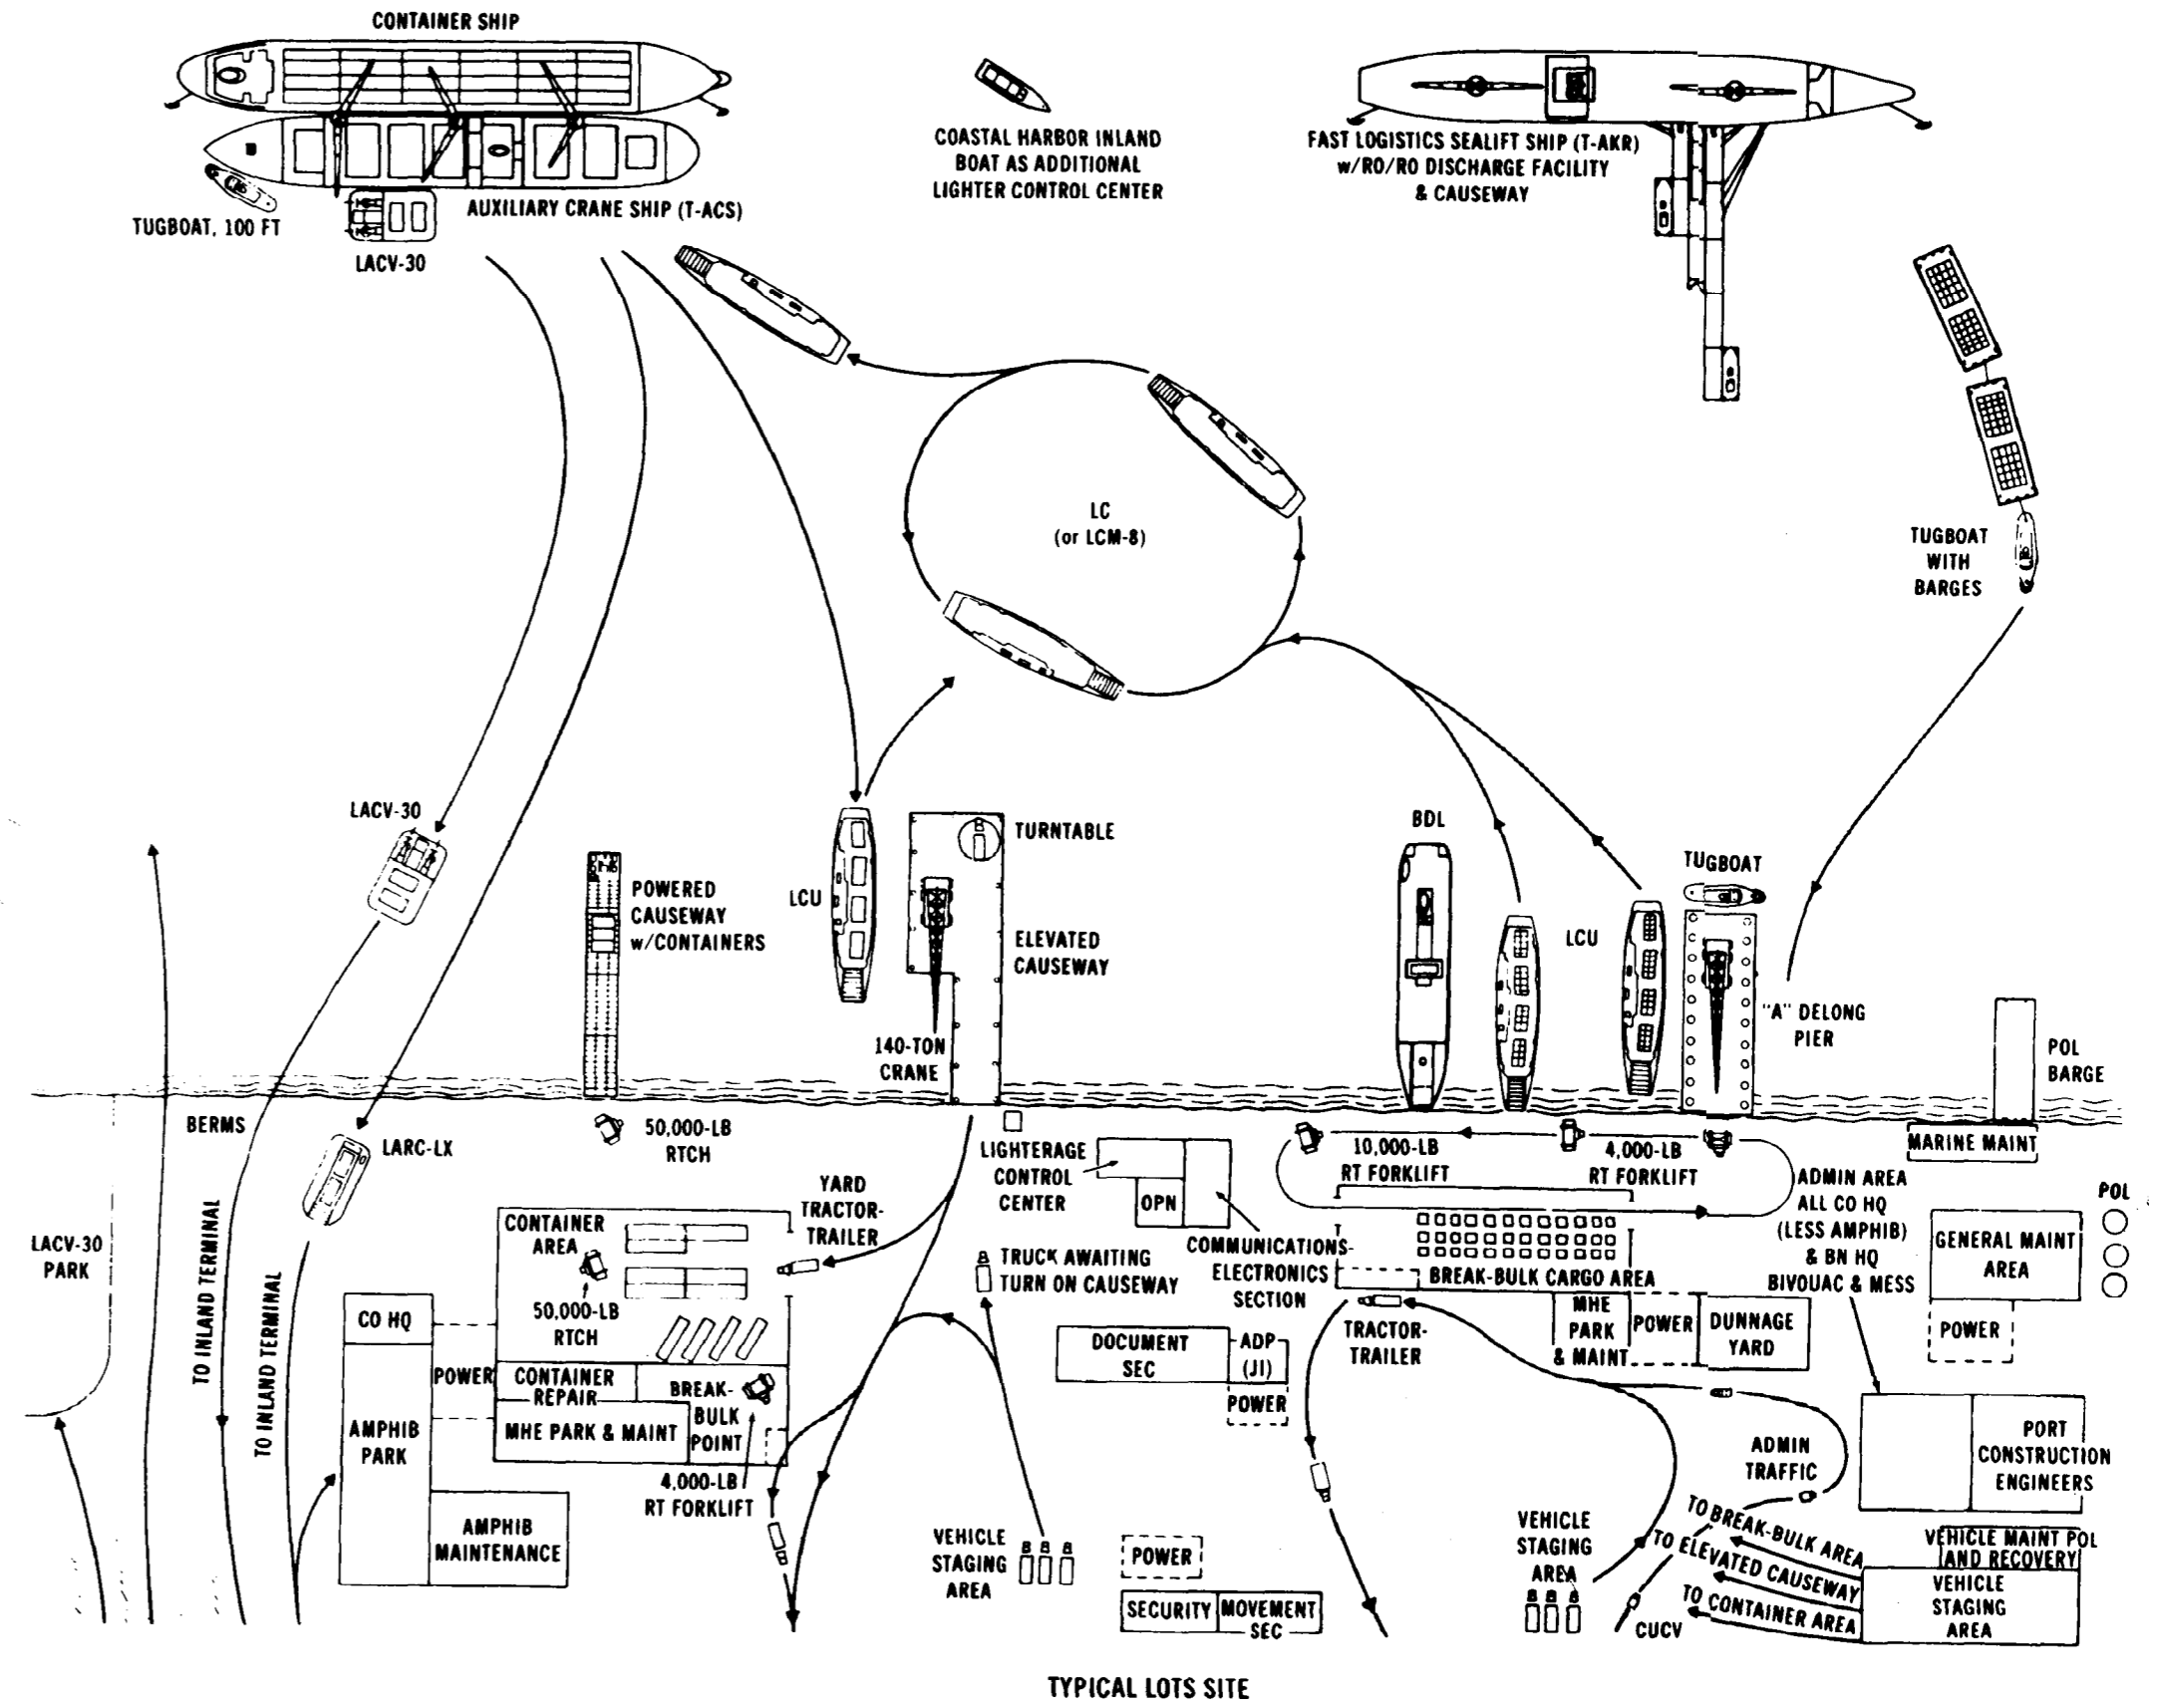 CONTAINER SHIP
COASTAL HARBOR INLAND
BOAT AS ADDITIONAL
LIGHTER CONTROL CENTER
FAST LOGISTICS SEALIFT SHIP (T-AKR)
w/RO/RO DISCHARGE FACILITY
& CAUSEWAY
TUGBOAT, 100 FT
AUXILIARY CRANE SHIP (T-ACS)
LACV-30
LC
(or LCM-8)
TUGBOAT
WITH
BARGES
LACV-30
POWERED
CAUSEWAY
w/CONTAINERS
LCU
TURNTABLE
ELEVATED
CAUSEWAY
140-TON
CRANE
BDL
LCU
TUGBOAT
"A" DELONG
PIER
POL
BARGE
BERMS
LARC-LX
50,000-LB
RTCH
LIGHTERAGE
CONTROL
CENTER
OPN
10,000-LB
RT FORKLIFT
4,000-LB
RT FORKLIFT
MARINE MAINT
ADMIN AREA
ALL CO HQ
(LESS AMPHIB)
& BN HQ
BIVOUAC & MESS
POL
GENERAL MAINT
AREA
POWER
LACV-30
PARK
TO INLAND TERMINAL
TO INLAND TERMINAL
CONTAINER
AREA
50,000-LB
RTCH
YARD
TRACTOR-
TRAILER
TRUCK AWAITING
TURN ON CAUSEWAY
COMMUNICATIONS-
ELECTRONICS
SECTION
BREAK-BULK CARGO AREA
MHE
PARK
& MAINT
POWER
DUNNAGE
YARD
CO HQ
POWER
CONTAINER
REPAIR
BREAK-
BULK
POINT
MHE PARK & MAINT
AMPHIB
PARK
4,000-LB
RT FORKLIFT
AMPHIB
MAINTENANCE
DOCUMENT
SEC
ADP
(JI)
POWER
TRACTOR-
TRAILER
ADMIN
TRAFFIC
PORT
CONSTRUCTION
ENGINEERS
VEHICLE
STAGING
AREA
POWER
SECURITY
MOVEMENT
SEC
VEHICLE
STAGING
AREA
CUCV
TO BREAK-BULK AREA
TO ELEVATED CAUSEWAY
TO CONTAINER AREA
VEHICLE MAINT POL
AND RECOVERY
VEHICLE
STAGING
AREA
TYPICAL LOTS SITE